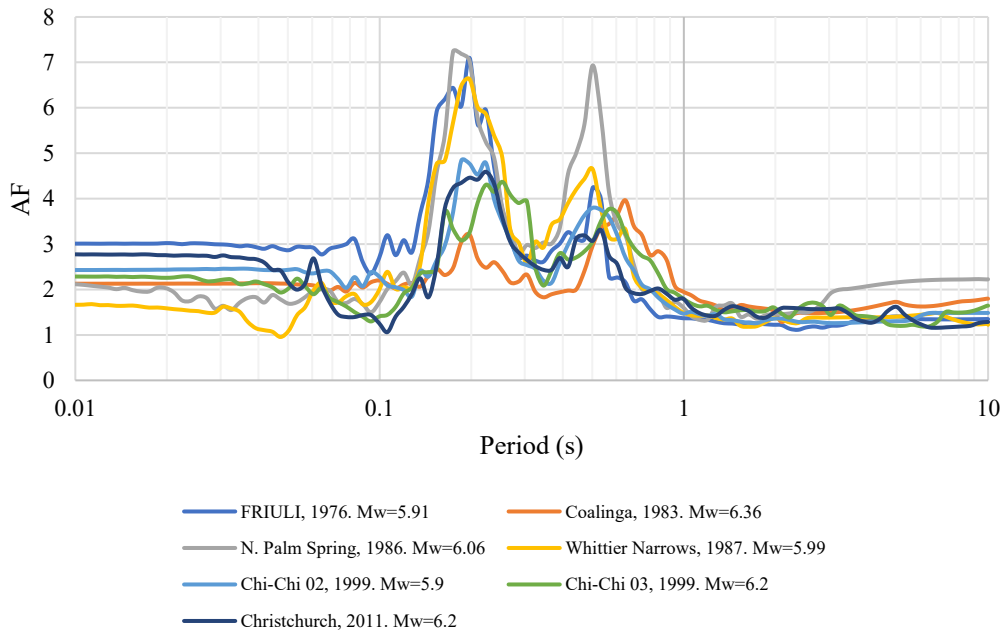 8
7
6
5
4
3
2
1
0
AF
0.01 0.1 1 10
Period (s)
FRIULI, 1976. Mw=5.91 Coalinga, 1983. Mw=6.36
N. Palm Spring, 1986. Mw=6.06 Whittier Narrows, 1987. Mw=5.99
Chi-Chi 02, 1999. Mw=5.9 Chi-Chi 03, 1999. Mw=6.2
Christchurch, 2011. Mw=6.2